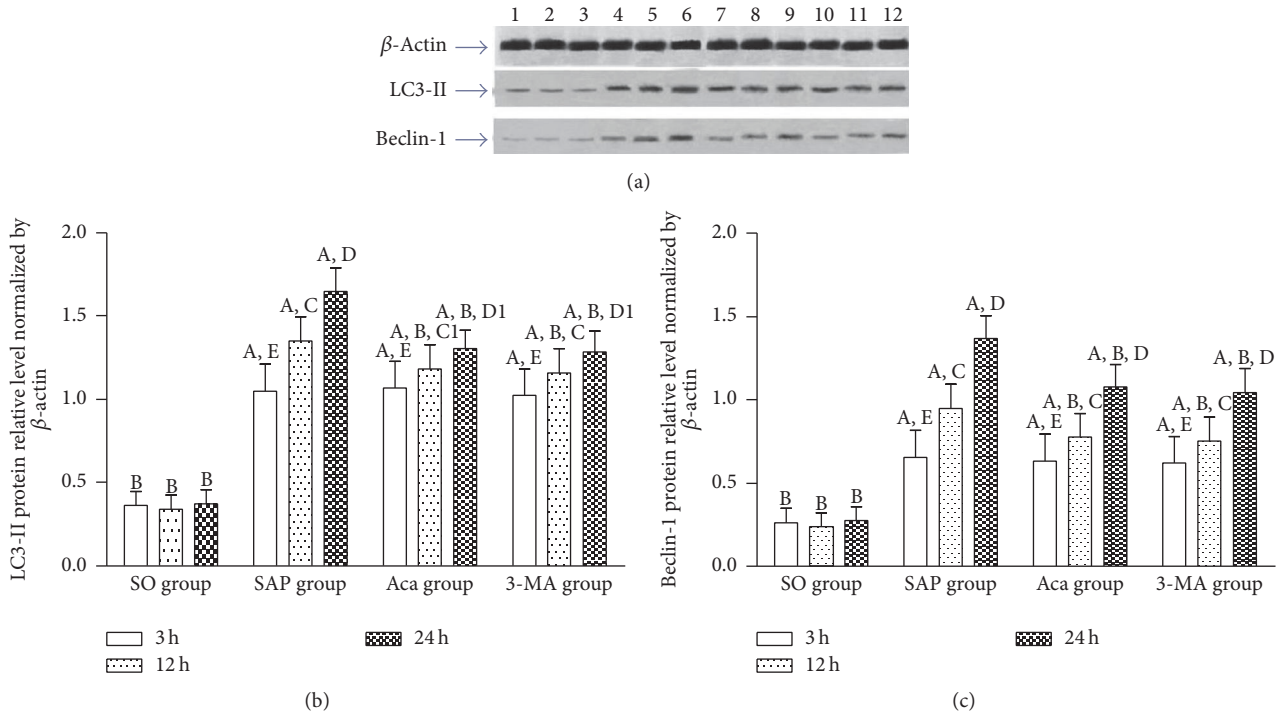 1 2 3 4 5 6 7 8 9 10 11 12
β-Actin
LC3-II
Beclin-1
(a)
LC3-II protein relative level normalized by
β-actin
2.0
1.5
1.0
0.5
0.0
B B B
A, E A, C A, D
A, E A, B, C1 A, B, D1
A, E A, B, C A, B, D1
SO group SAP group Aca group 3-MA group
3 h
12 h
24 h
(b)
Beclin-1 protein relative level normalized by
β-actin
2.0
1.5
1.0
0.5
0.0
B B B
A, E A, C A, D
A, E A, B, C A, B, D
A, E A, B, C A, B, D
SO group SAP group Aca group 3-MA group
3 h
12 h
24 h
(c)